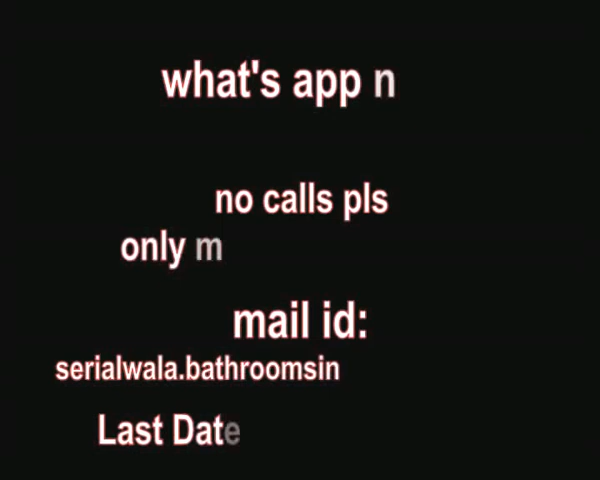 what's app n
no calls pls
only m
mail id:
serialwala.bathroomsin
Last Date